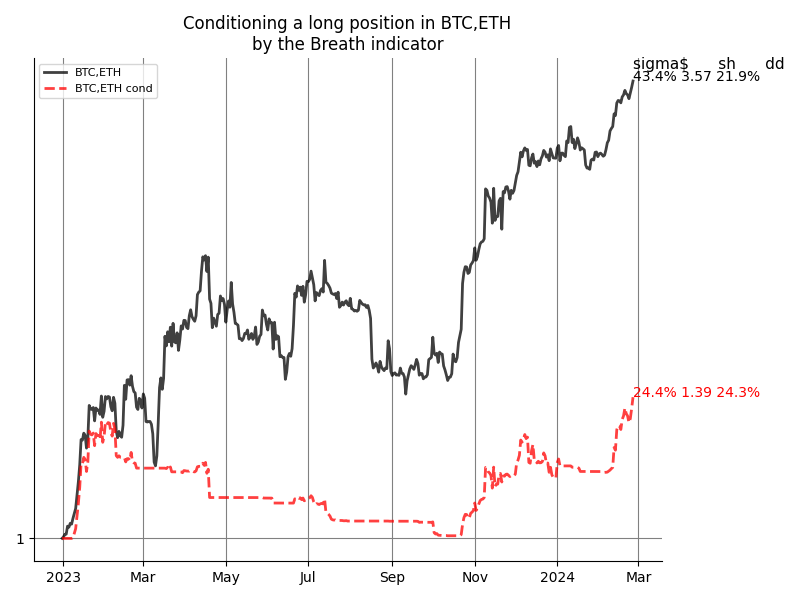 Conditioning a long position in BTC,ETH
by the Breath indicator
sigma$ sh dd
43.4% 3.57 21.9%
BTC,ETH
BTC,ETH cond
24.4% 1.39 24.3%
1
2023 Mar May Jul Sep Nov 2024 Mar